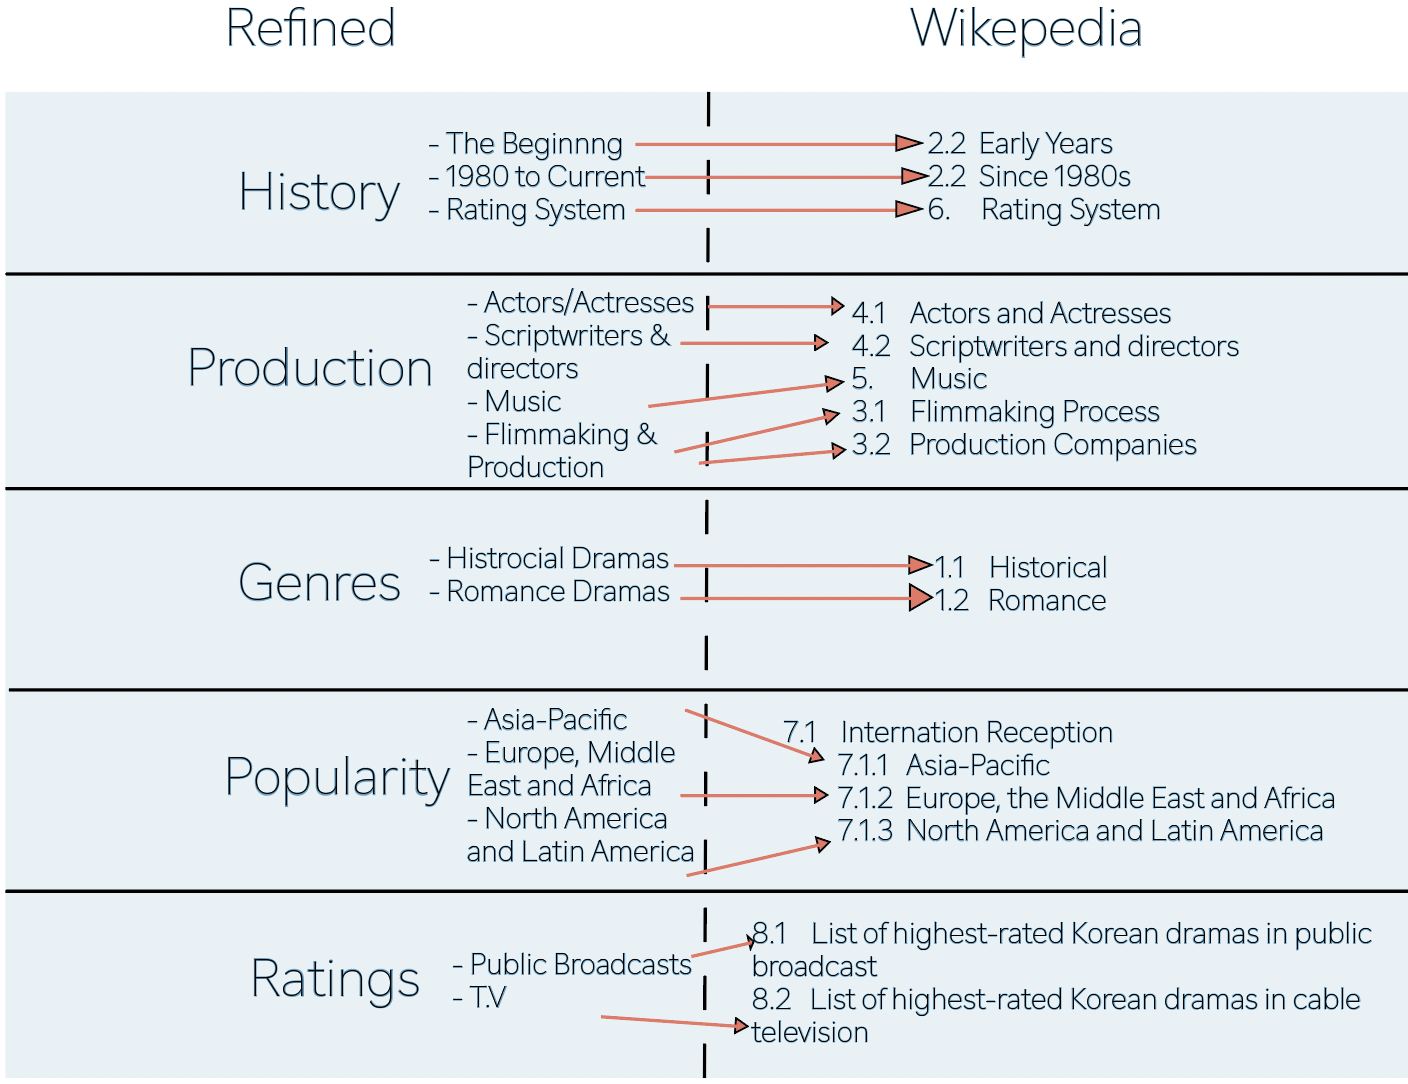 Refined
Wikepedia
History
- The Beginnng
- 1980 to Current
- Rating System
2.2 Early Years
2.2 Since 1980s
6. Rating System
Production
- Actors/Actresses
- Scriptwriters &
directors
- Music
- Flimmaking &
Production
4.1 Actors and Actresses
4.2 Scriptwriters and directors
5. Music
3.1 Flimmaking Process
3.2 Production Companies
Genres
- Histrocial Dramas
- Romance Dramas
1.1 Historical
1.2 Romance
Popularity
- Asia-Pacific
- Europe, Middle
East and Africa
- North America
and Latin America
7.1 Internation Reception
7.1.1 Asia-Pacific
7.1.2 Europe, the Middle East and Africa
7.1.3 North America and Latin America
Ratings
- Public Broadcasts
- T.V
8.1 List of highest-rated Korean dramas in public
broadcast
8.2 List of highest-rated Korean dramas in cable
television